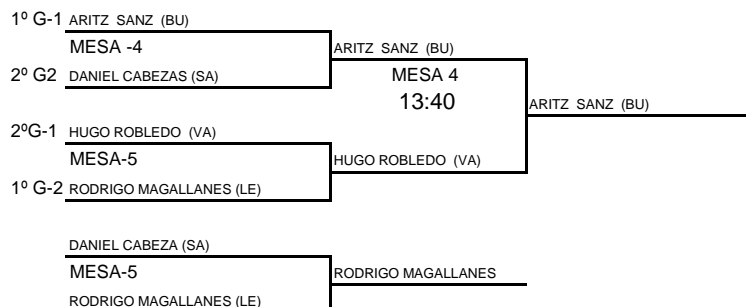 1º G-1 ARITZ SANZ (BU)
MESA -4
ARITZ SANZ (BU)
2º G2 DANIEL CABEZAS (SA)
MESA 4
13:40
ARITZ SANZ (BU)
2ºG-1 HUGO ROBLEDO (VA)
MESA-5
HUGO ROBLEDO (VA)
1º G-2 RODRIGO MAGALLANES (LE)
DANIEL CABEZA (SA)
MESA-5
RODRIGO MAGALLANES
RODRIGO MAGALLANES (LE)